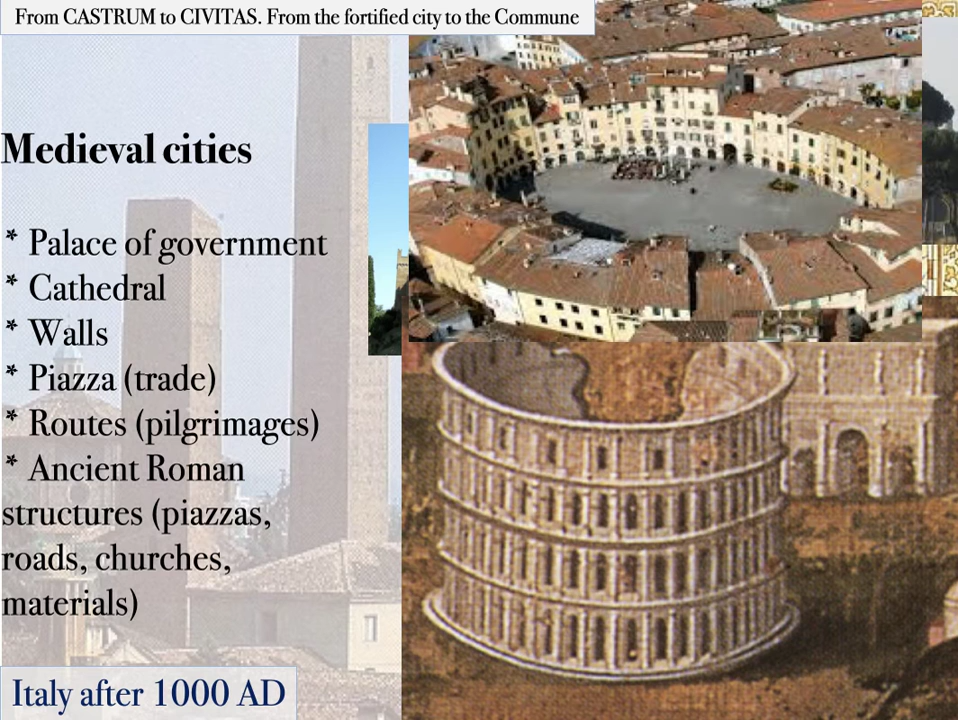 From CASTRUM to CIVITAS. From the fortified city to the Commune
Medieval cities
* Palace of government
* Cathedral
* Walls
* Piazza (trade)
* Routes (pilgrimages)
* Ancient Roman
structures (piazzas,
roads, churches,
materials)
Italy after 1000 AD